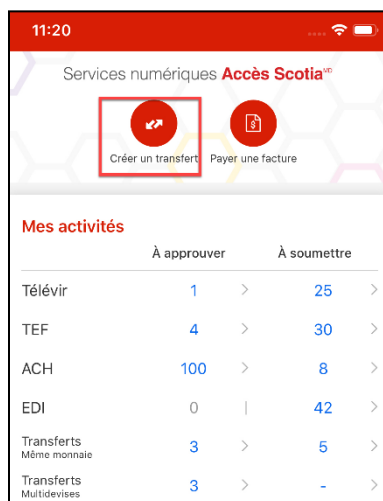 11:20
Services numériques Accès Scotia MD
Créer un transfert Payer une facture
Mes activités
À approuver À soumettre
Télévir 1 25
TEF 4 30
ACH 100 8
EDI 0 42
Transferts
Même monnaie 3 5
Transferts
Multidevises 3 -